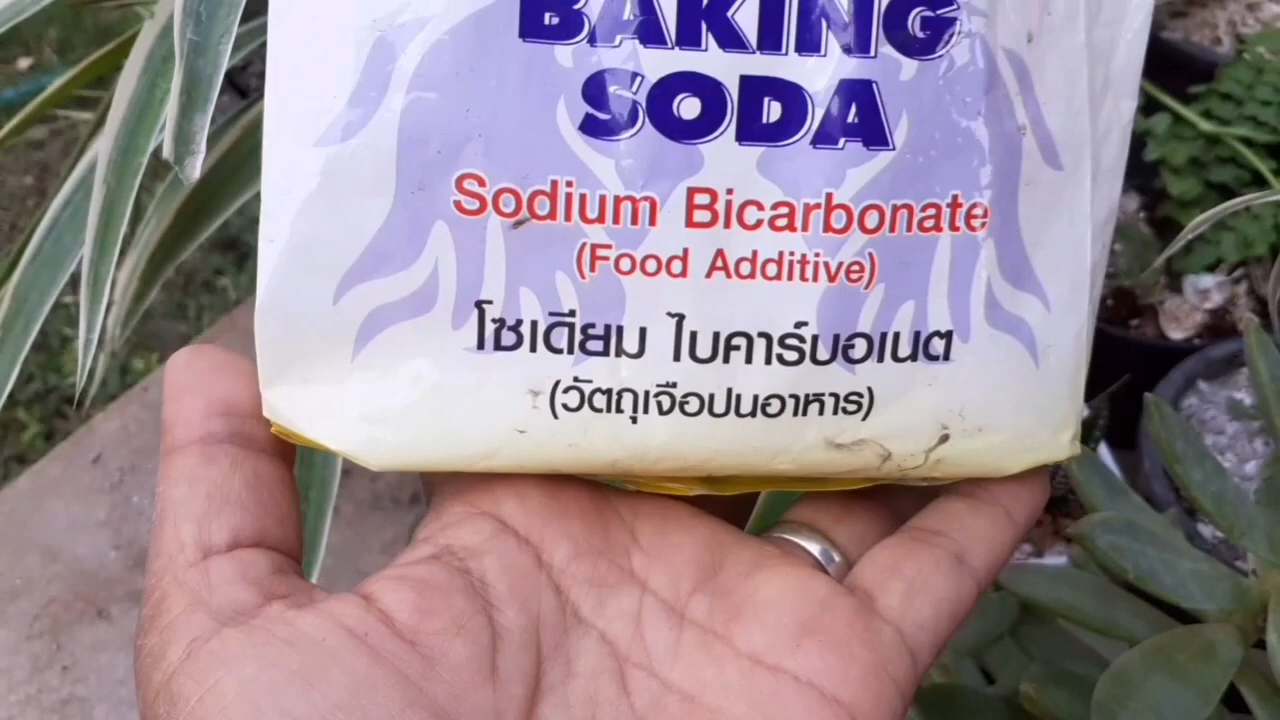 BAKING
SODA
Sodium Bicarbonate
(Food Additive)
โซเดียม ไบคาร์บอเนต
(วัตถุเจือปนอาหาร)